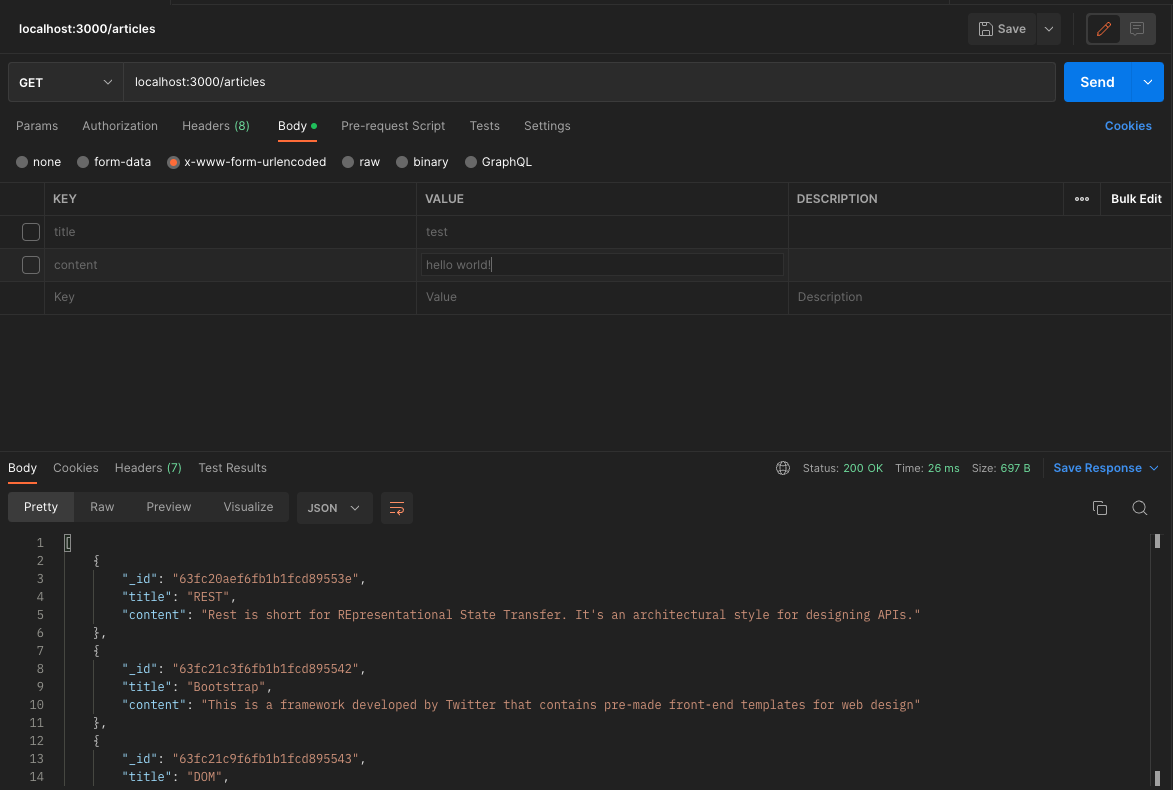 localhost:3000/articles Save
GET localhost:3000/articles Send
Params Authorization Headers (8) Body Pre-request Script Tests Settings Cookies
none form-data x-www-form-urlencoded raw binary GraphQL
KEY VALUE DESCRIPTION ooo Bulk Edit
title test
content hello world!
Key Value Description
Body Cookies Headers (7) Test Results Status: 200 OK Time: 26 ms Size: 697 B Save Response
Pretty Raw Preview Visualize JSON
1 [
2 {
3 "_id": "63fc20aef6fb1b1fcd89553e",
4 "title": "REST",
5 "content": "Rest is short for REpresentational State Transfer. It's an architectural style for designing APIs."
6 },
7 {
8 "_id": "63fc21c3f6fb1b1fcd895542",
9 "title": "Bootstrap",
10 "content": "This is a framework developed by Twitter that contains pre-made front-end templates for web design"
11 },
12 {
13 "_id": "63fc21c9f6fb1b1fcd895543",
14 "title": "DOM",